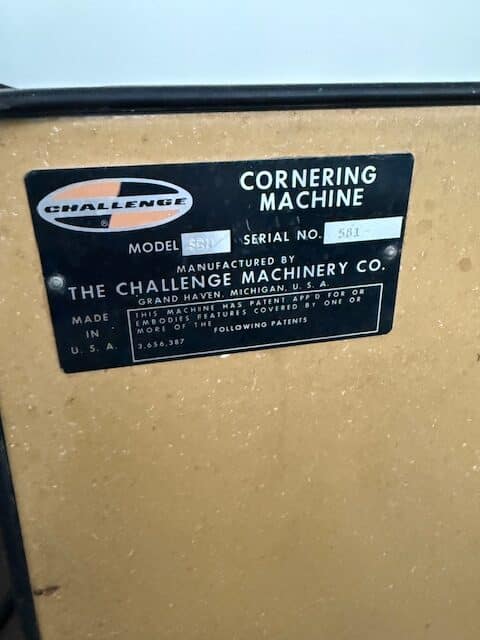 CHALLENGE
®
CORNERING
MACHINE
MODEL SERIAL NO. 581-
MANUFACTURED BY
THE CHALLENGE MACHINERY CO.
GRAND HAVEN, MICHIGAN, U. S. A.
MADE
IN
U. S. A.
THIS MACHINE HAS PATENT APP'D FOR OR
EMBODIES FEATURES COVERED BY ONE OR
MORE OF THE FOLLOWING PATENTS
3,656,387